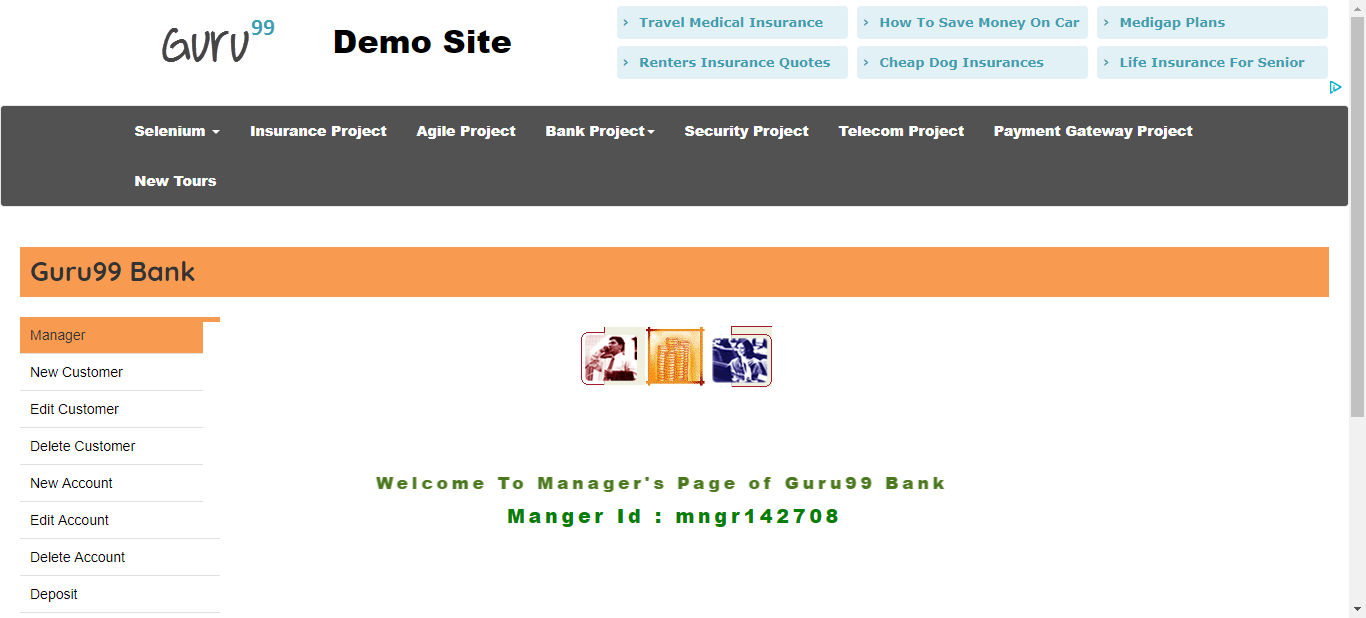 Guru99
Demo Site
Travel Medical Insurance
How To Save Money On Car
Medigap Plans
Renters Insurance Quotes
Cheap Dog Insurances
Life Insurance For Senior
Selenium
Insurance Project
Agile Project
Bank Project
Security Project
Telecom Project
Payment Gateway Project
New Tours
Guru99 Bank
Manager
New Customer
Edit Customer
Delete Customer
New Account
Edit Account
Delete Account
Deposit
Welcome To Manager's Page of Guru99 Bank
Manger Id : mngr142708